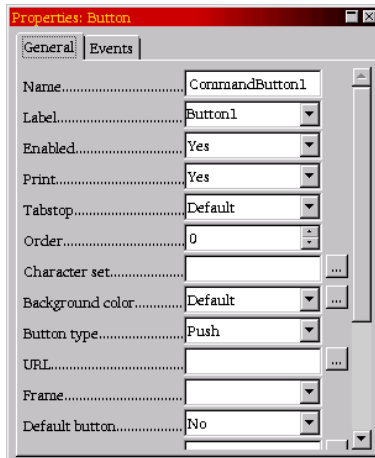 Properties: Button
General Events
Name.............................. CommandButton1
Label.............................. Button1
Enabled.......................... Yes
Print.............................. Yes
Tabstop.......................... Default
Order.............................. 0
Character set.................. ...
Background color............ Default ...
Button type.................... Push
URL.............................. ...
Frame............................
Default button................ No